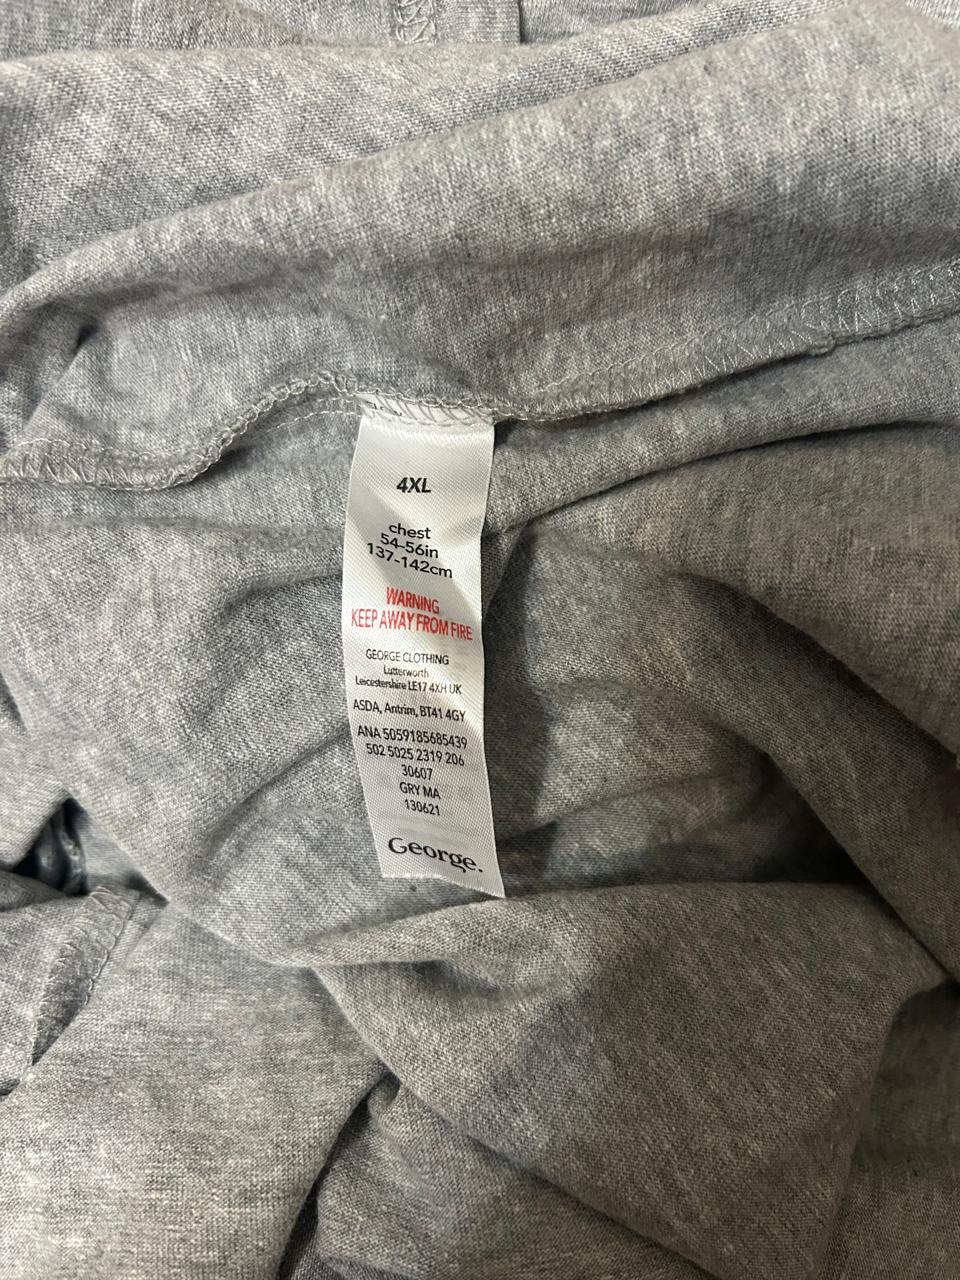 4XL
chest
54-56in
137-142cm
WARNING
KEEP AWAY FROM FIRE
GEORGE CLOTHING
Lutterworth
Leicestershire LE17 4XH UK
ASDA, Antrim, BT41 4GY
ANA 5059185685439
502 5025 2319 206
30607
GRY MA
130621
George.